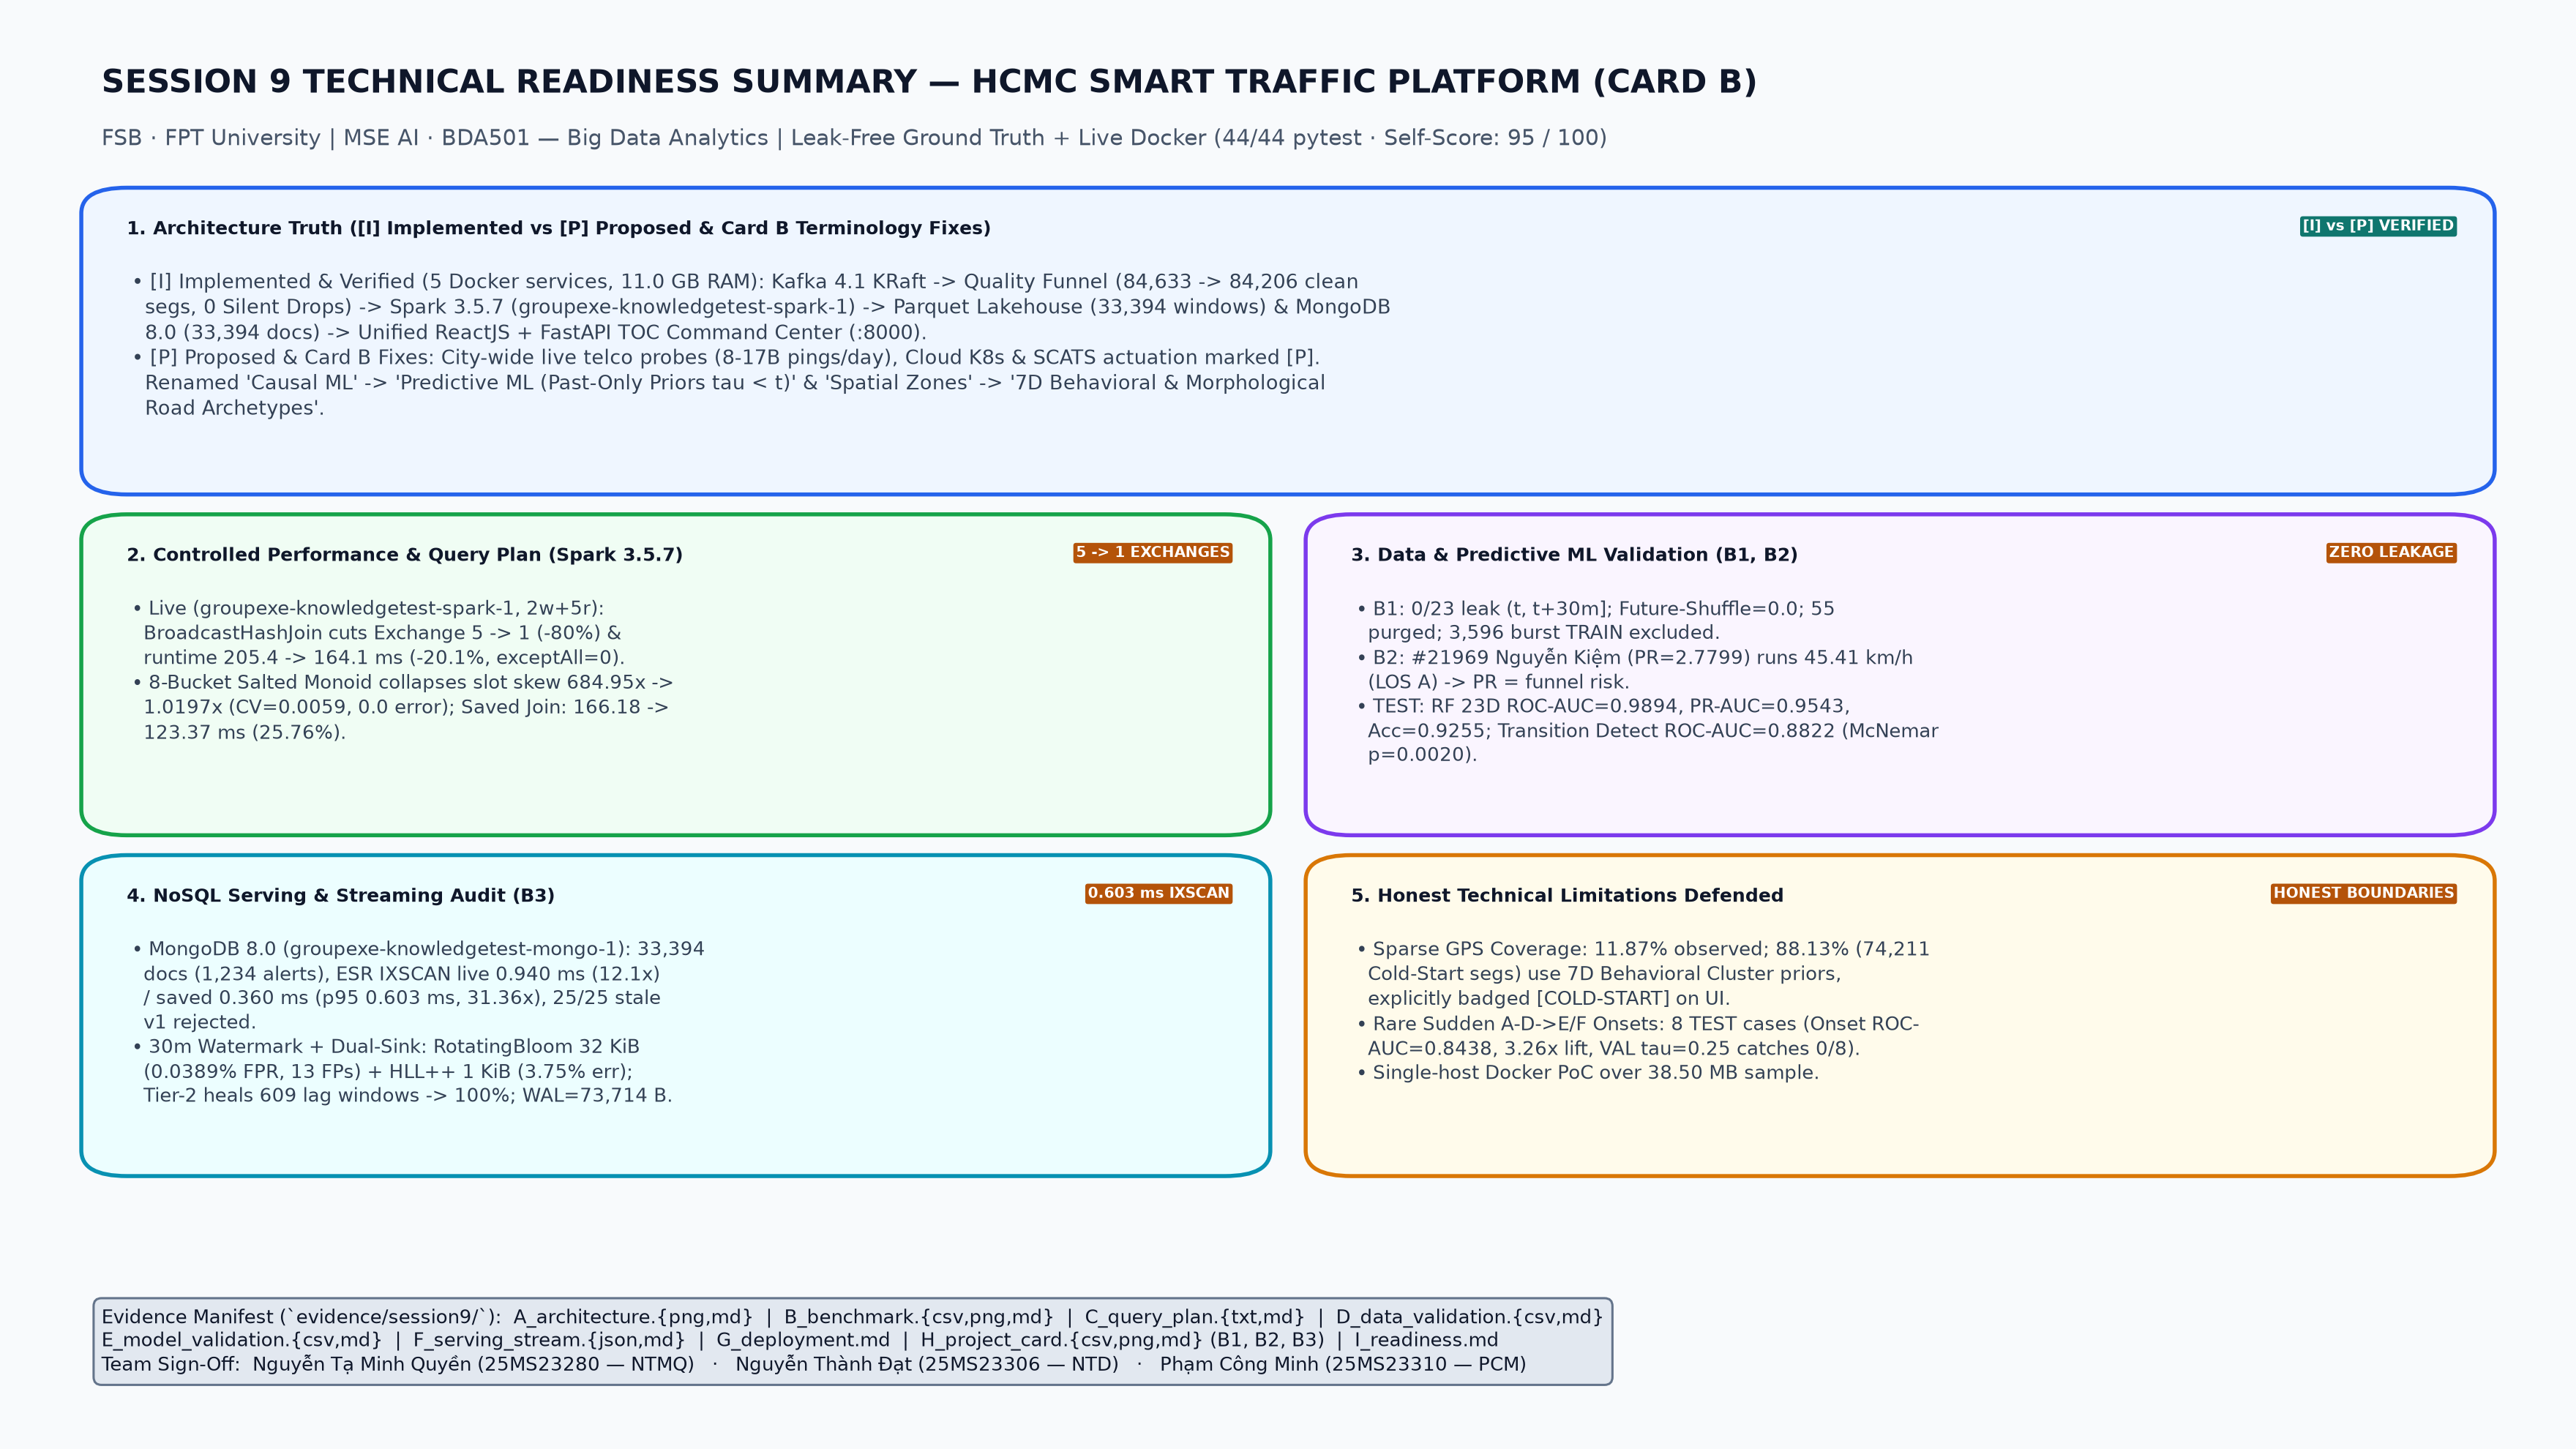 SESSION 9 TECHNICAL READINESS SUMMARY — HCMC SMART TRAFFIC PLATFORM (CARD B)
FSB · FPT University | MSE AI · BDA501 — Big Data Analytics | Leak-Free Ground Truth + Live Docker (44/44 pytest · Self-Score: 95 / 100)
1. Architecture Truth ([I] Implemented vs [P] Proposed & Card B Terminology Fixes)
[I] vs [P] VERIFIED
• [I] Implemented & Verified (5 Docker services, 11.0 GB RAM): Kafka 4.1 KRaft -> Quality Funnel (84,633 -> 84,206 clean
segs, 0 Silent Drops) -> Spark 3.5.7 (groupexe-knowledgetest-spark-1) -> Parquet Lakehouse (33,394 windows) & MongoDB
8.0 (33,394 docs) -> Unified ReactJS + FastAPI TOC Command Center (:8000).
• [P] Proposed & Card B Fixes: City-wide live telco probes (8-17B pings/day), Cloud K8s & SCATS actuation marked [P].
Renamed 'Causal ML' -> 'Predictive ML (Past-Only Priors tau < t)' & 'Spatial Zones' -> '7D Behavioral & Morphological
Road Archetypes'.
2. Controlled Performance & Query Plan (Spark 3.5.7)
5 -> 1 EXCHANGES
• Live (groupexe-knowledgetest-spark-1, 2w+5r):
BroadcastHashJoin cuts Exchange 5 -> 1 (-80%) &
runtime 205.4 -> 164.1 ms (-20.1%, exceptAll=0).
• 8-Bucket Salted Monoid collapses slot skew 684.95x ->
1.0197x (CV=0.0059, 0.0 error); Saved Join: 166.18 ->
123.37 ms (25.76%).
3. Data & Predictive ML Validation (B1, B2)
ZERO LEAKAGE
• B1: 0/23 leak (t, t+30m]; Future-Shuffle=0.0; 55
purged; 3,596 burst TRAIN excluded.
• B2: #21969 Nguyễn Kiệm (PR=2.7799) runs 45.41 km/h
(LOS A) -> PR = funnel risk.
• TEST: RF 23D ROC-AUC=0.9894, PR-AUC=0.9543,
Acc=0.9255; Transition Detect ROC-AUC=0.8822 (McNemar
p=0.0020).
4. NoSQL Serving & Streaming Audit (B3)
0.603 ms IXSCAN
• MongoDB 8.0 (groupexe-knowledgetest-mongo-1): 33,394
docs (1,234 alerts), ESR IXSCAN live 0.940 ms (12.1x)
/ saved 0.360 ms (p95 0.603 ms, 31.36x), 25/25 stale
v1 rejected.
• 30m Watermark + Dual-Sink: RotatingBloom 32 KiB
(0.0389% FPR, 13 FPs) + HLL++ 1 KiB (3.75% err);
Tier-2 heals 609 lag windows -> 100%; WAL=73,714 B.
5. Honest Technical Limitations Defended
HONEST BOUNDARIES
• Sparse GPS Coverage: 11.87% observed; 88.13% (74,211
Cold-Start segs) use 7D Behavioral Cluster priors,
explicitly badged [COLD-START] on UI.
• Rare Sudden A-D->E/F Onsets: 8 TEST cases (Onset ROC-
AUC=0.8438, 3.26x lift, VAL tau=0.25 catches 0/8).
• Single-host Docker PoC over 38.50 MB sample.
Evidence Manifest (`evidence/session9/`):  A_architecture.{png,md}  |  B_benchmark.{csv,png,md}  |  C_query_plan.{txt,md}  |  D_data_validation.{csv,md}
E_model_validation.{csv,md}  |  F_serving_stream.{json,md}  |  G_deployment.md  |  H_project_card.{csv,png,md} (B1, B2, B3)  |  I_readiness.md
Team Sign-Off:  Nguyễn Tạ Minh Quyền (25MS23280 — NTMQ)  ·  Nguyễn Thành Đạt (25MS23306 — NTD)  ·  Phạm Công Minh (25MS23310 — PCM)